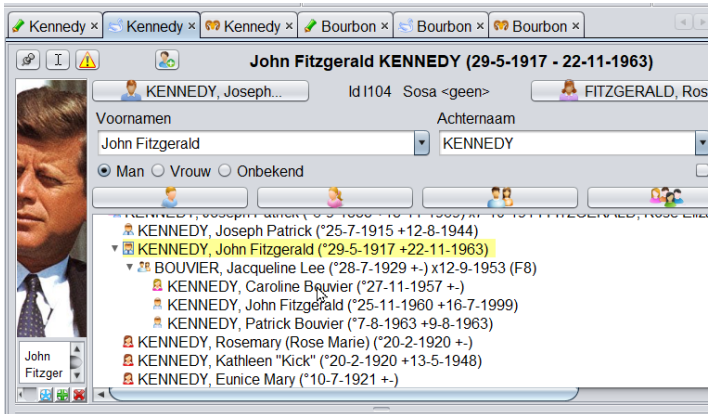 Kennedy × Kennedy × Kennedy × Bourbon × Bourbon × Bourbon ×
John Fitzgerald KENNEDY (29-5-1917 - 22-11-1963)
KENNEDY, Joseph... Id I104 Sosa <geen> FITZGERALD, Ros
Voornamen Achternaam
John Fitzgerald KENNEDY
Man Vrouw Onbekend
KENNEDY, Joseph Patrick
KENNEDY, Joseph Patrick (°25-7-1915 +12-8-1944)
KENNEDY, John Fitzgerald (°29-5-1917 +22-11-1963)
BOUVIER, Jacqueline Lee (°28-7-1929 +-) x12-9-1953 (F8)
KENNEDY, Caroline Bouvier (°27-11-1957 +-)
KENNEDY, John Fitzgerald (°25-11-1960 +16-7-1999)
KENNEDY, Patrick Bouvier (°7-8-1963 +9-8-1963)
KENNEDY, Rosemary (Rose Marie) (°20-2-1920 +-)
KENNEDY, Kathleen "Kick" (°20-2-1920 +13-5-1948)
KENNEDY, Eunice Mary (°10-7-1921 +-)
John
Fitzger